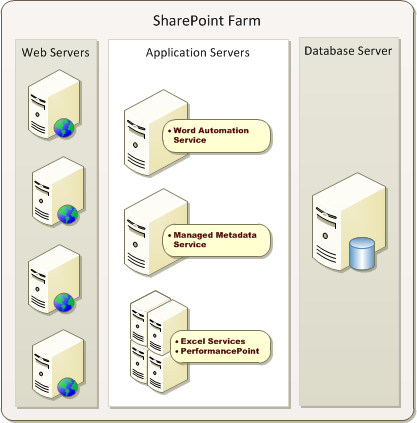 SharePoint Farm
Web Servers
Application Servers
Database Server
• Word Automation
Service
• Managed Metadata
Service
• Excel Services
• PerformancePoint